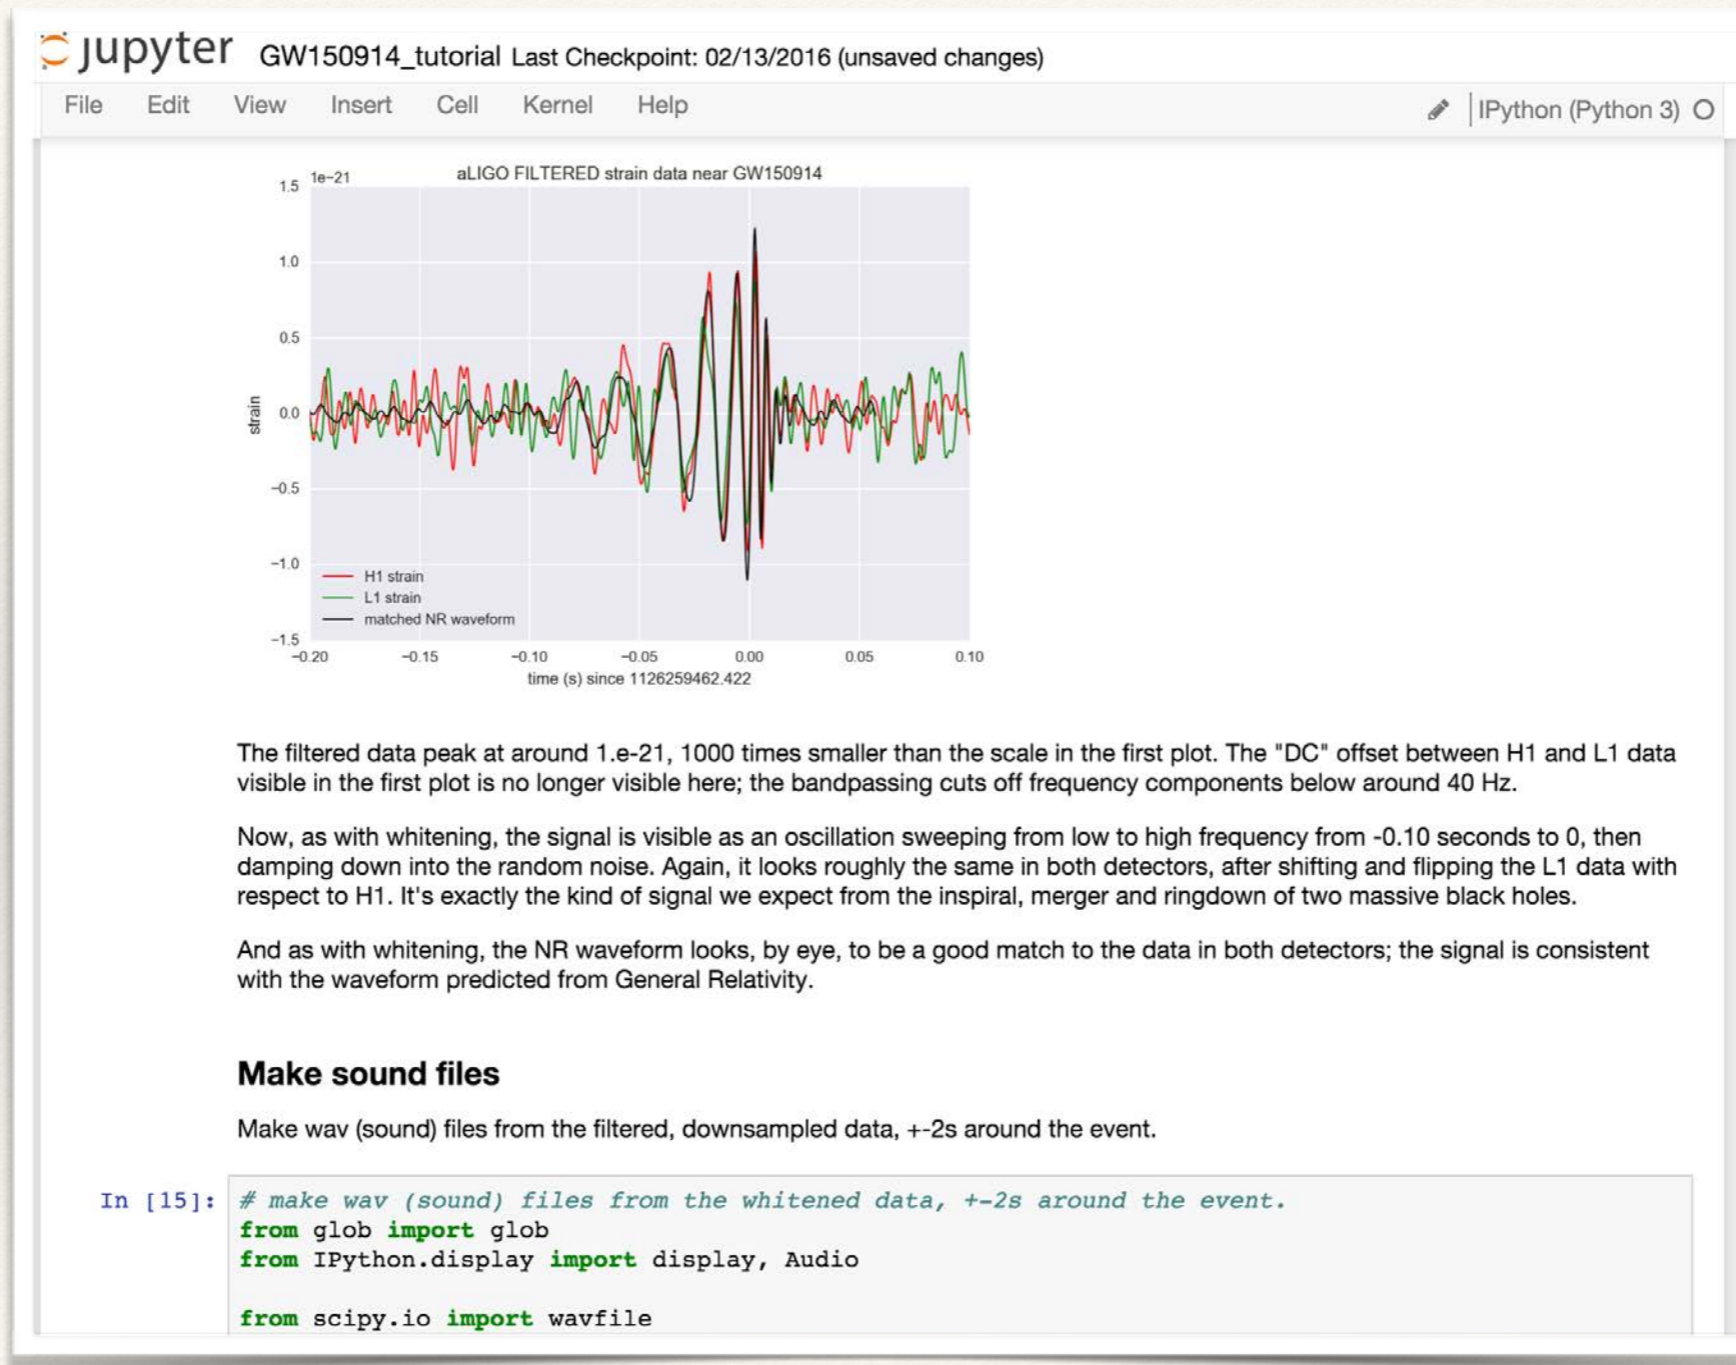 jupyter GW150914_tutorial Last Checkpoint: 02/13/2016 (unsaved changes)
File Edit View Insert Cell Kernel Help IPython (Python 3)
1e−21 aLIGO FILTERED strain data near GW150914
1.5
1.0
0.5
0.0
−0.5
−1.0
−1.5
strain
H1 strain
L1 strain
matched NR waveform
−0.20 −0.15 −0.10 −0.05 0.00 0.05 0.10
time (s) since 1126259462.422
The filtered data peak at around 1.e-21, 1000 times smaller than the scale in the first plot. The "DC" offset between H1 and L1 data
visible in the first plot is no longer visible here; the bandpassing cuts off frequency components below around 40 Hz.
Now, as with whitening, the signal is visible as an oscillation sweeping from low to high frequency from -0.10 seconds to 0, then
damping down into the random noise. Again, it looks roughly the same in both detectors, after shifting and flipping the L1 data with
respect to H1. It's exactly the kind of signal we expect from the inspiral, merger and ringdown of two massive black holes.
And as with whitening, the NR waveform looks, by eye, to be a good match to the data in both detectors; the signal is consistent
with the waveform predicted from General Relativity.
Make sound files
Make wav (sound) files from the filtered, downsampled data, +-2s around the event.
In [15]: # make wav (sound) files from the whitened data, +-2s around the event.
from glob import glob
from IPython.display import display, Audio
from scipy.io import wavfile